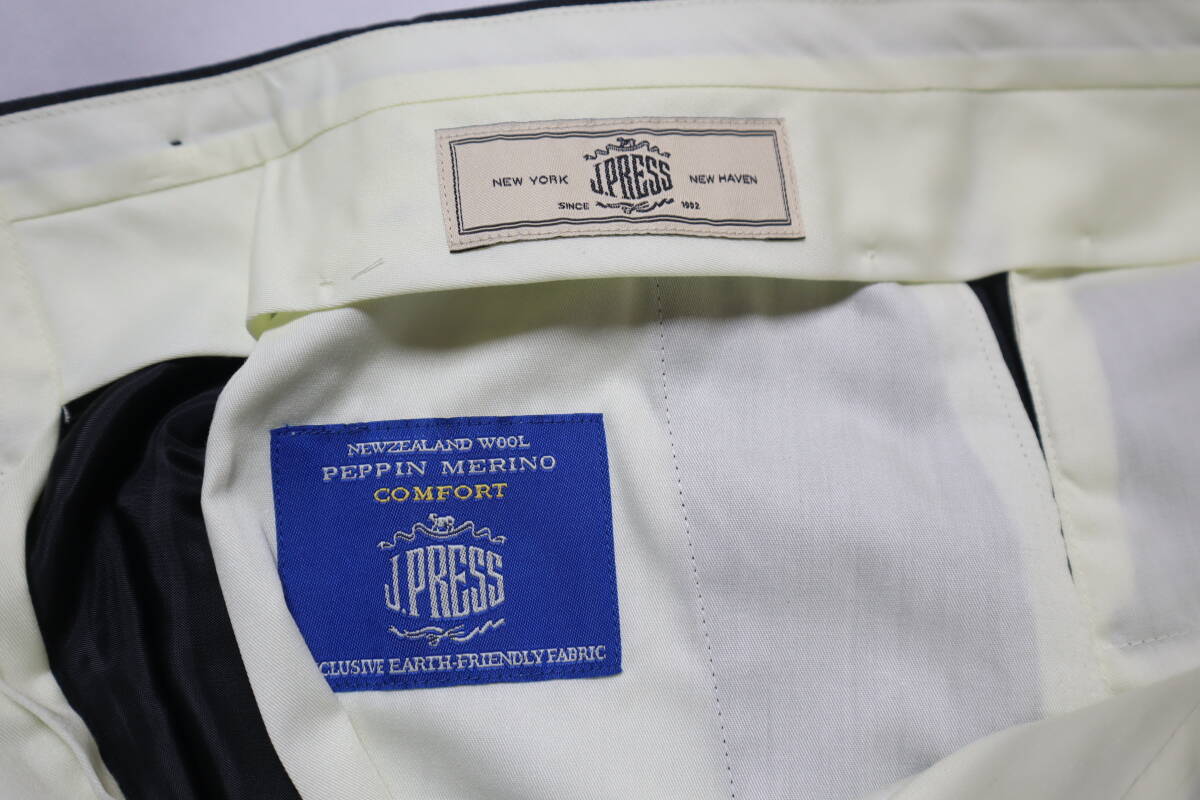 NEW YORK J.PRESS NEW HAVEN
SINCE 1902
NEWZEALAND WOOL
PEPPIN MERINO
COMFORT
J.PRESS
CLUSIVE EARTH-FRIENDLY FABRIC